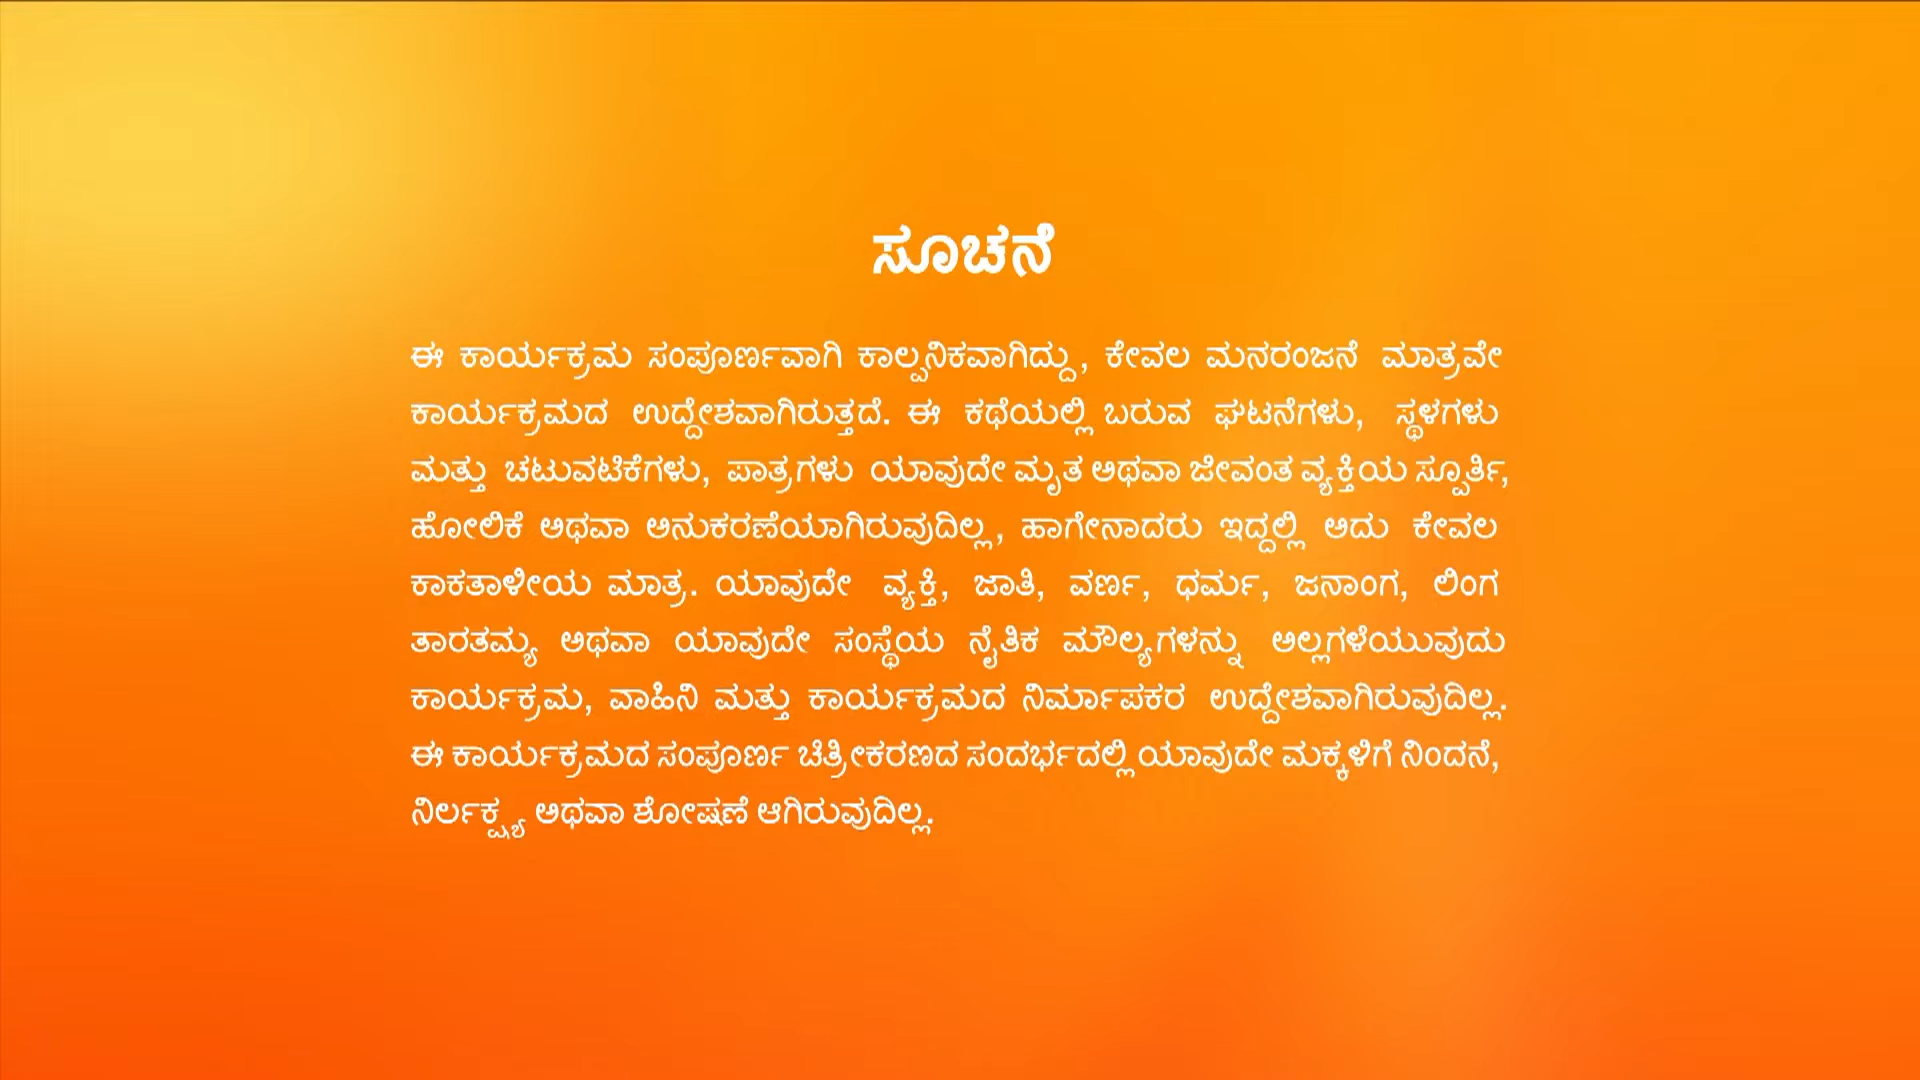 ಸೂಚನೆ
ಈ ಕಾರ್ಯಕ್ರಮ ಸಂಪೂರ್ಣವಾಗಿ ಕಾಲ್ಪನಿಕವಾಗಿದ್ದು, ಕೇವಲ ಮನರಂಜನೆ ಮಾತ್ರವೇ
ಕಾರ್ಯಕ್ರಮದ ಉದ್ದೇಶವಾಗಿರುತ್ತದೆ. ಈ ಕಥೆಯಲ್ಲಿ ಬರುವ ಘಟನೆಗಳು, ಸ್ಥಳಗಳು
ಮತ್ತು ಚಟುವಟಿಕೆಗಳು, ಪಾತ್ರಗಳು ಯಾವುದೇ ಮೃತ ಅಥವಾ ಜೀವಂತ ವ್ಯಕ್ತಿಯ ಸ್ಪೂರ್ತಿ,
ಹೋಲಿಕೆ ಅಥವಾ ಅನುಕರಣೆಯಾಗಿರುವುದಿಲ್ಲ, ಹಾಗೇನಾದರು ಇದ್ದಲ್ಲಿ ಅದು ಕೇವಲ
ಕಾಕತಾಳೀಯ ಮಾತ್ರ. ಯಾವುದೇ ವ್ಯಕ್ತಿ, ಜಾತಿ, ವರ್ಣ, ಧರ್ಮ, ಜನಾಂಗ, ಲಿಂಗ
ತಾರತಮ್ಯ ಅಥವಾ ಯಾವುದೇ ಸಂಸ್ಥೆಯ ನೈತಿಕ ಮೌಲ್ಯಗಳನ್ನು ಅಲ್ಲಗಳೆಯುವುದು
ಕಾರ್ಯಕ್ರಮ, ವಾಹಿನಿ ಮತ್ತು ಕಾರ್ಯಕ್ರಮದ ನಿರ್ಮಾಪಕರ ಉದ್ದೇಶವಾಗಿರುವುದಿಲ್ಲ.
ಈ ಕಾರ್ಯಕ್ರಮದ ಸಂಪೂರ್ಣ ಚಿತ್ರೀಕರಣದ ಸಂದರ್ಭದಲ್ಲಿ ಯಾವುದೇ ಮಕ್ಕಳಿಗೆ ನಿಂದನೆ,
ನಿರ್ಲಕ್ಷ್ಯ ಅಥವಾ ಶೋಷಣೆ ಆಗಿರುವುದಿಲ್ಲ.